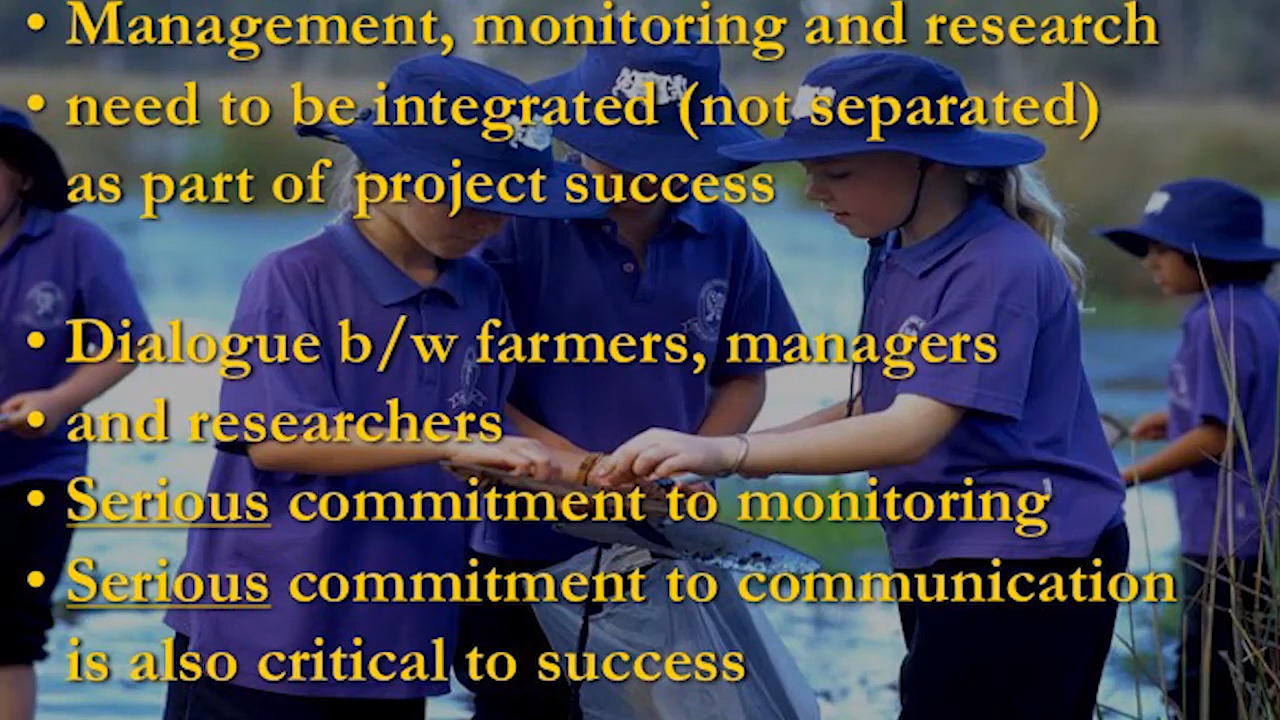 • Management, monitoring and research
• need to be integrated (not separated)
as part of project success
• Dialogue b/w farmers, managers
• and researchers
• Serious commitment to monitoring
• Serious commitment to communication
is also critical to success